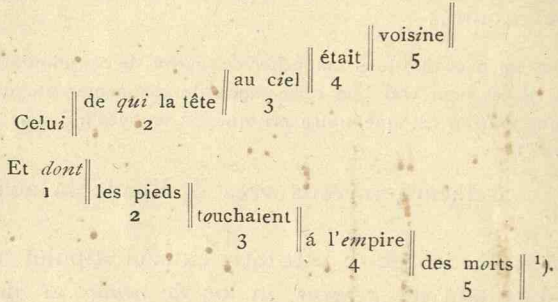 Celui ‖ de qui la tête ‖ au ciel ‖ était ‖ voisine ‖
2 3 4 5
Et dont ‖ les pieds ‖ touchaient ‖ á l'empire ‖ des morts ‖ ¹).
1 2 3 4 5